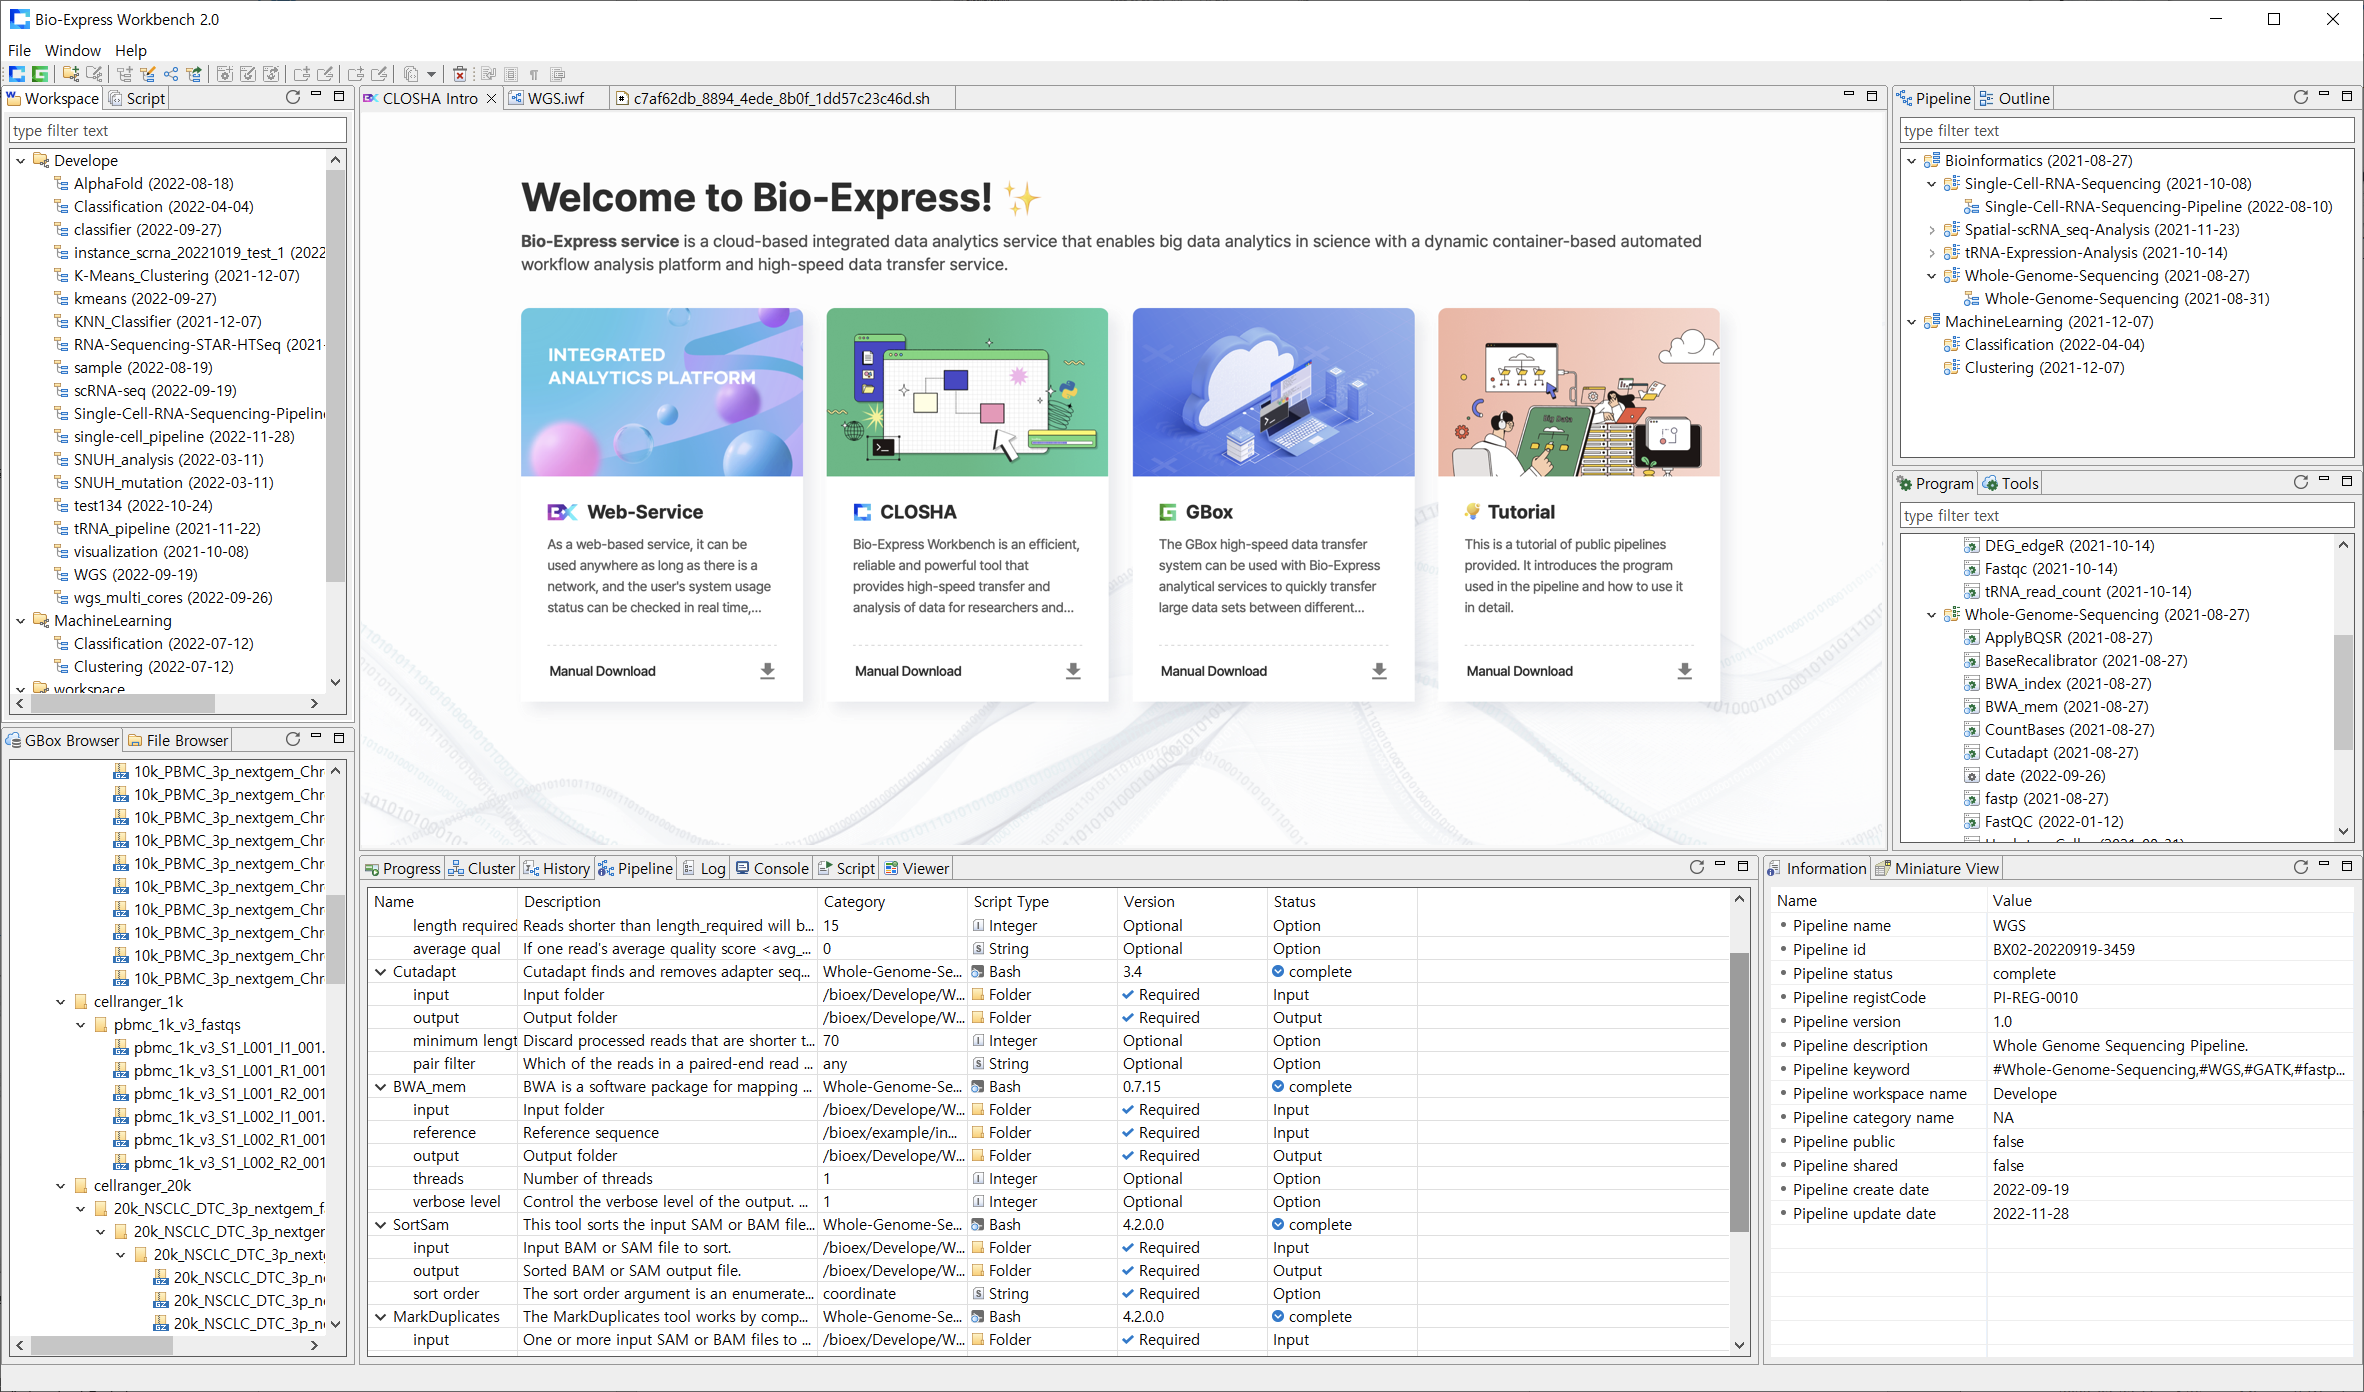 Bio-Express Workbench 2.0
File Window Help
Workspace Script
type filter text
Develope
AlphaFold (2022-08-18)
Classification (2022-04-04)
classifier (2022-09-27)
instance_scrna_20221019_test_1 (2022
K-Means_Clustering (2021-12-07)
kmeans (2022-09-27)
KNN_Classifier (2021-12-07)
RNA-Sequencing-STAR-HTSeq (2021-
sample (2022-08-19)
scRNA-seq (2022-09-19)
Single-Cell-RNA-Sequencing-Pipeline
single-cell_pipeline (2022-11-28)
SNUH_analysis (2022-03-11)
SNUH_mutation (2022-03-11)
test134 (2022-10-24)
tRNA_pipeline (2021-11-22)
visualization (2021-10-08)
WGS (2022-09-19)
wgs_multi_cores (2022-09-26)
MachineLearning
Classification (2022-07-12)
Clustering (2022-07-12)
workspace
GBox Browser File Browser
10k_PBMC_3p_nextgem_Chr
10k_PBMC_3p_nextgem_Chr
10k_PBMC_3p_nextgem_Chr
10k_PBMC_3p_nextgem_Chr
10k_PBMC_3p_nextgem_Chr
10k_PBMC_3p_nextgem_Chr
10k_PBMC_3p_nextgem_Chr
10k_PBMC_3p_nextgem_Chr
10k_PBMC_3p_nextgem_Chr
10k_PBMC_3p_nextgem_Chr
cellranger_1k
pbmc_1k_v3_fastqs
pbmc_1k_v3_S1_L001_I1_001.
pbmc_1k_v3_S1_L001_R1_001
pbmc_1k_v3_S1_L001_R2_001
pbmc_1k_v3_S1_L002_I1_001.
pbmc_1k_v3_S1_L002_R1_001
pbmc_1k_v3_S1_L002_R2_001
cellranger_20k
20k_NSCLC_DTC_3p_nextgem_f
20k_NSCLC_DTC_3p_nextger
20k_NSCLC_DTC_3p_nextg
20k_NSCLC_DTC_3p_n
20k_NSCLC_DTC_3p_n
20k_NSCLC_DTC_3p_n
CLOSHA Intro WGS.iwf c7af62db_8894_4ede_8b0f_1dd57c23c46d.sh
Welcome to Bio-Express!
Bio-Express service is a cloud-based integrated data analytics service that enables big data analytics in science with a dynamic container-based automated
workflow analysis platform and high-speed data transfer service.
INTEGRATED
ANALYTICS PLATFORM
Web-Service
As a web-based service, it can be
used anywhere as long as there is a
network, and the user's system usage
status can be checked in real time,...
Manual Download
CLOSHA
Bio-Express Workbench is an efficient,
reliable and powerful tool that
provides high-speed transfer and
analysis of data for researchers and...
Manual Download
GBox
The GBox high-speed data transfer
system can be used with Bio-Express
analytical services to quickly transfer
large data sets between different...
Manual Download
Big Data
Tutorial
This is a tutorial of public pipelines
provided. It introduces the program
used in the pipeline and how to use it
in detail.
Manual Download
Progress Cluster History Pipeline Log Console Script Viewer
Name Description Category Script Type Version Status
length required Reads shorter than length_required will b... 15 Integer Optional Option
average qual If one read's average quality score <avg_... 0 String Optional Option
Cutadapt Cutadapt finds and removes adapter seq... Whole-Genome-Se... Bash 3.4 complete
input Input folder /bioex/Develope/W... Folder Required Input
output Output folder /bioex/Develope/W... Folder Required Output
minimum lengt Discard processed reads that are shorter t... 70 Integer Optional Option
pair filter Which of the reads in a paired-end read ... any String Optional Option
BWA_mem BWA is a software package for mapping ... Whole-Genome-Se... Bash 0.7.15 complete
input Input folder /bioex/Develope/W... Folder Required Input
reference Reference sequence /bioex/example/in... Folder Required Input
output Output folder /bioex/Develope/W... Folder Required Output
threads Number of threads 1 Integer Optional Option
verbose level Control the verbose level of the output. ... 1 Integer Optional Option
SortSam This tool sorts the input SAM or BAM file... Whole-Genome-Se... Bash 4.2.0.0 complete
input Input BAM or SAM file to sort. /bioex/Develope/W... Folder Required Input
output Sorted BAM or SAM output file. /bioex/Develope/W... Folder Required Output
sort order The sort order argument is an enumerate... coordinate String Required Option
MarkDuplicates The MarkDuplicates tool works by comp... Whole-Genome-Se... Bash 4.2.0.0 complete
input One or more input SAM or BAM files to ... /bioex/Develope/W... Folder Required Input
Pipeline Outline
type filter text
Bioinformatics (2021-08-27)
Single-Cell-RNA-Sequencing (2021-10-08)
Single-Cell-RNA-Sequencing-Pipeline (2022-08-10)
Spatial-scRNA_seq-Analysis (2021-11-23)
tRNA-Expression-Analysis (2021-10-14)
Whole-Genome-Sequencing (2021-08-27)
Whole-Genome-Sequencing (2021-08-31)
MachineLearning (2021-12-07)
Classification (2022-04-04)
Clustering (2021-12-07)
Program Tools
type filter text
DEG_edgeR (2021-10-14)
Fastqc (2021-10-14)
tRNA_read_count (2021-10-14)
Whole-Genome-Sequencing (2021-08-27)
ApplyBQSR (2021-08-27)
BaseRecalibrator (2021-08-27)
BWA_index (2021-08-27)
BWA_mem (2021-08-27)
CountBases (2021-08-27)
Cutadapt (2021-08-27)
date (2022-09-26)
fastp (2021-08-27)
FastQC (2022-01-12)
Information Miniature View
Name Value
Pipeline name WGS
Pipeline id BX02-20220919-3459
Pipeline status complete
Pipeline registCode PI-REG-0010
Pipeline version 1.0
Pipeline description Whole Genome Sequencing Pipeline.
Pipeline keyword #Whole-Genome-Sequencing,#WGS,#GATK,#fastp...
Pipeline workspace name Develope
Pipeline category name NA
Pipeline public false
Pipeline shared false
Pipeline create date 2022-09-19
Pipeline update date 2022-11-28